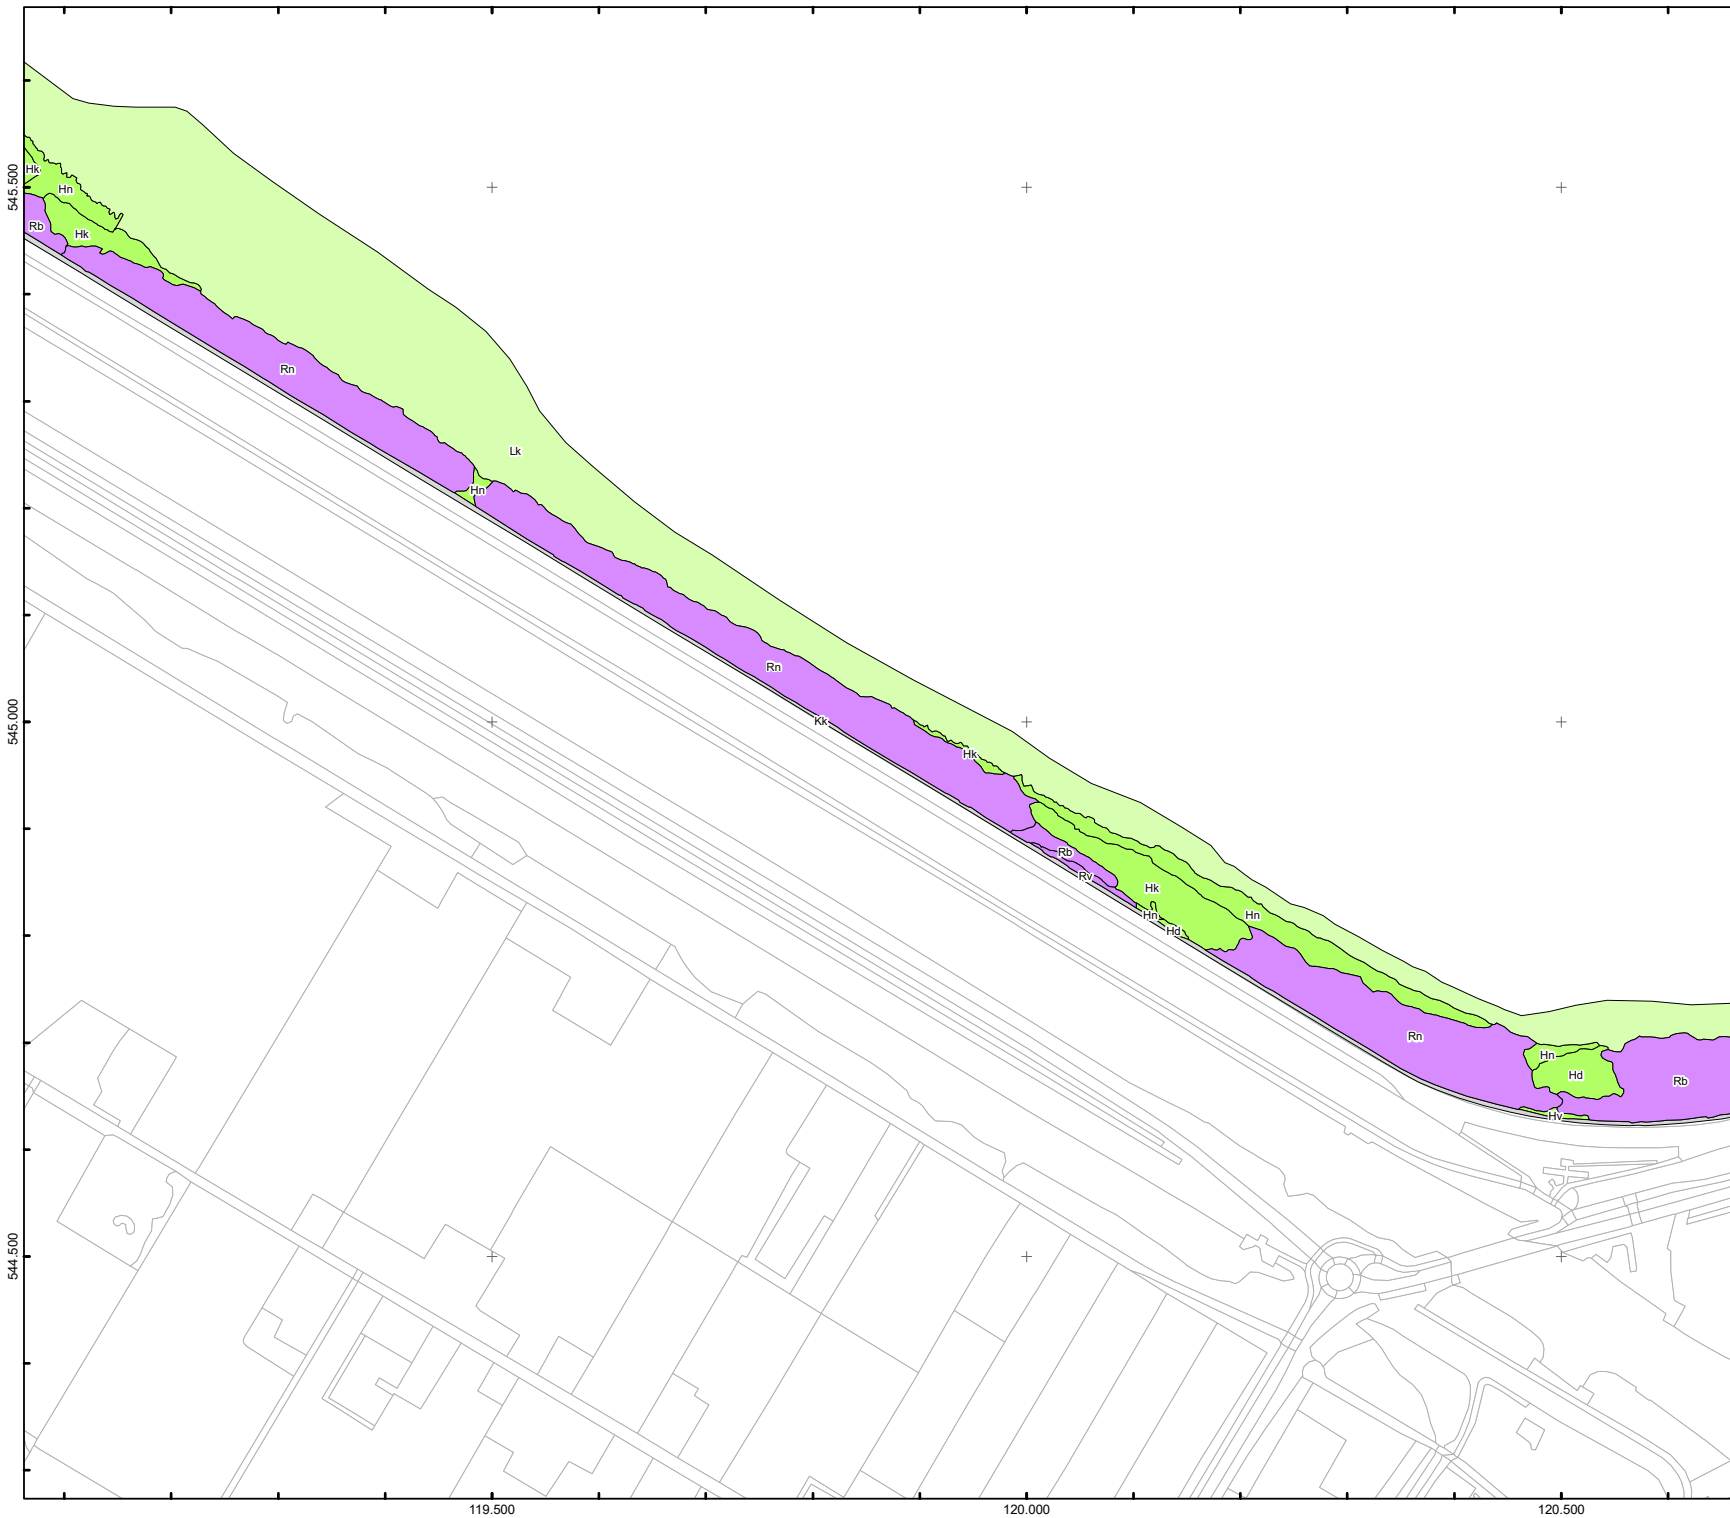 Hk
545.500
Hn
Rb
Hk
Rn
Lk
Hn
Rn
545.000
Kk
Hk
Rb
Rv
Hk
Hn
Hn
Hd
Rn
Hn
Hd
Rb
Hv
544.500
119.500
120.000
120.500